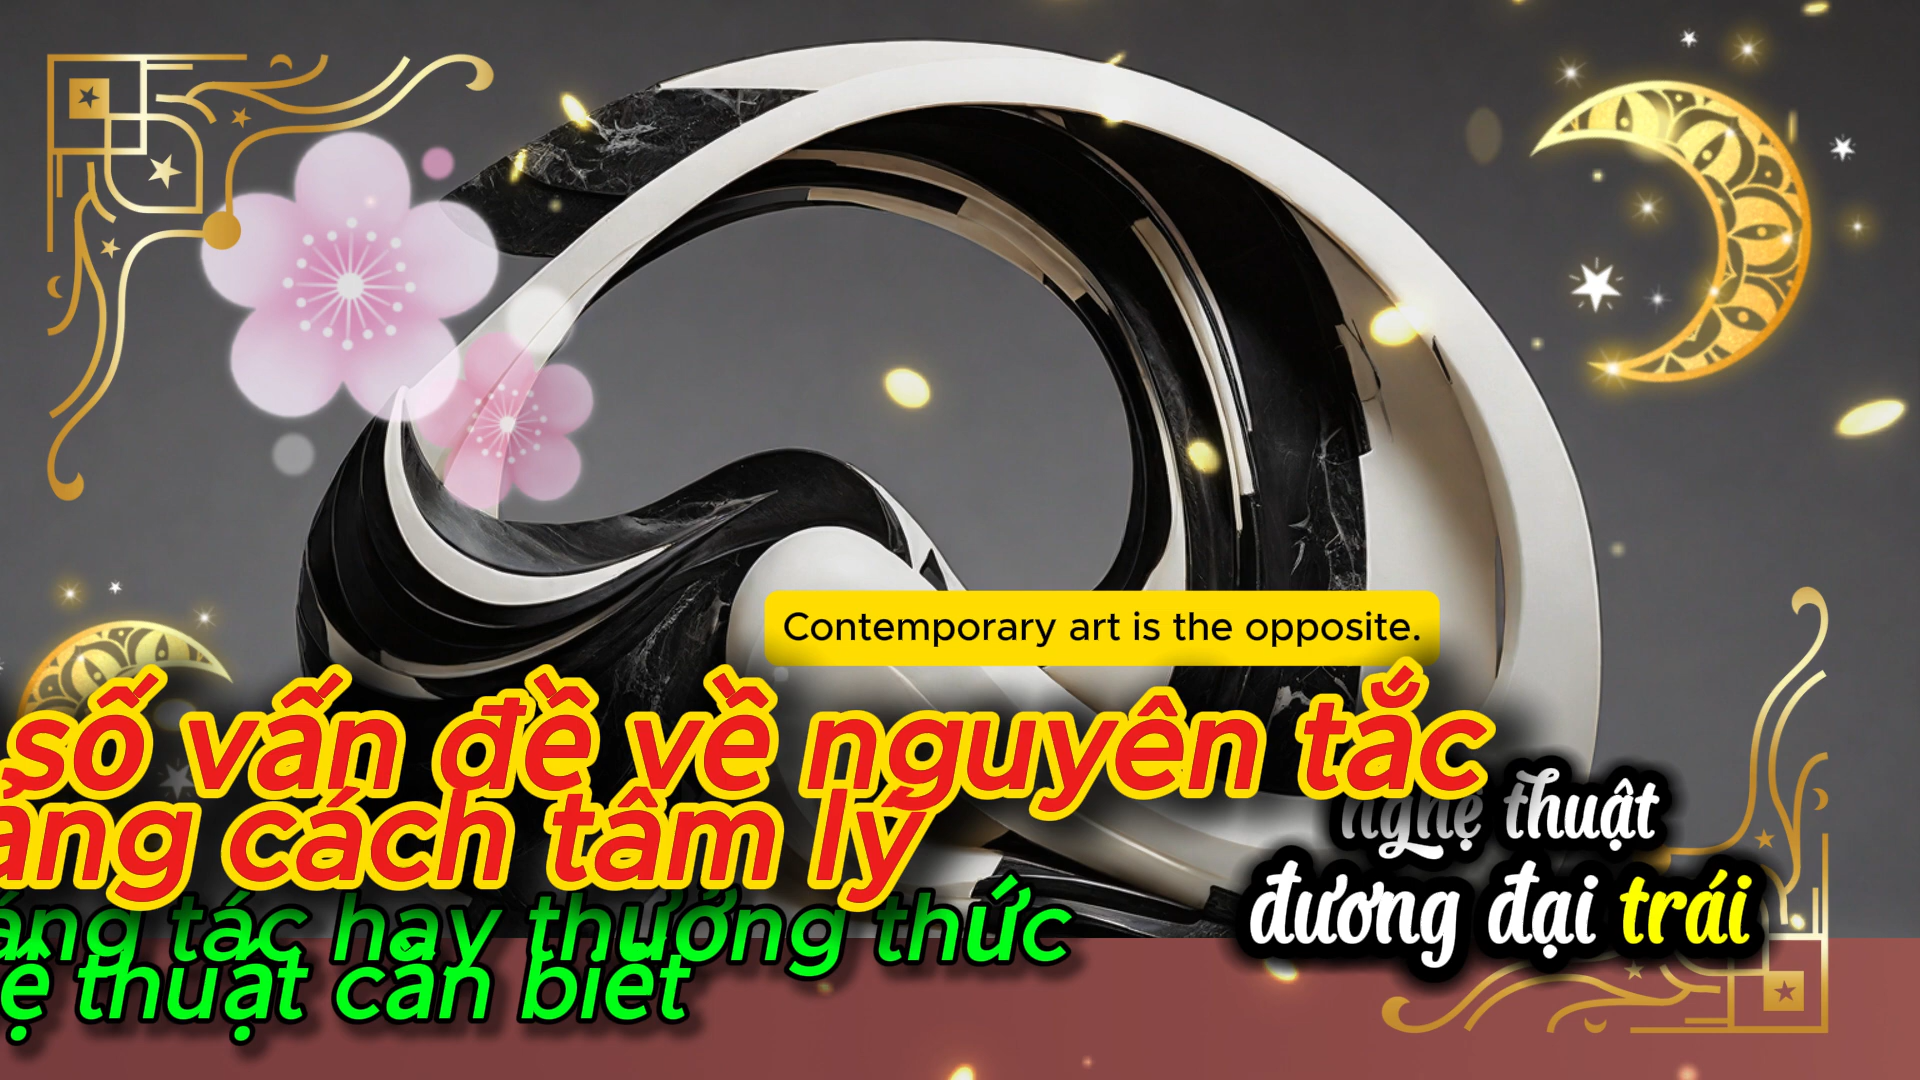 Contemporary art is the opposite.
số vấn đề về nguyên tắc
cách tâm lý
tác hay thưởng thức
thuật cần biết
nghệ thuật
đương đại trái